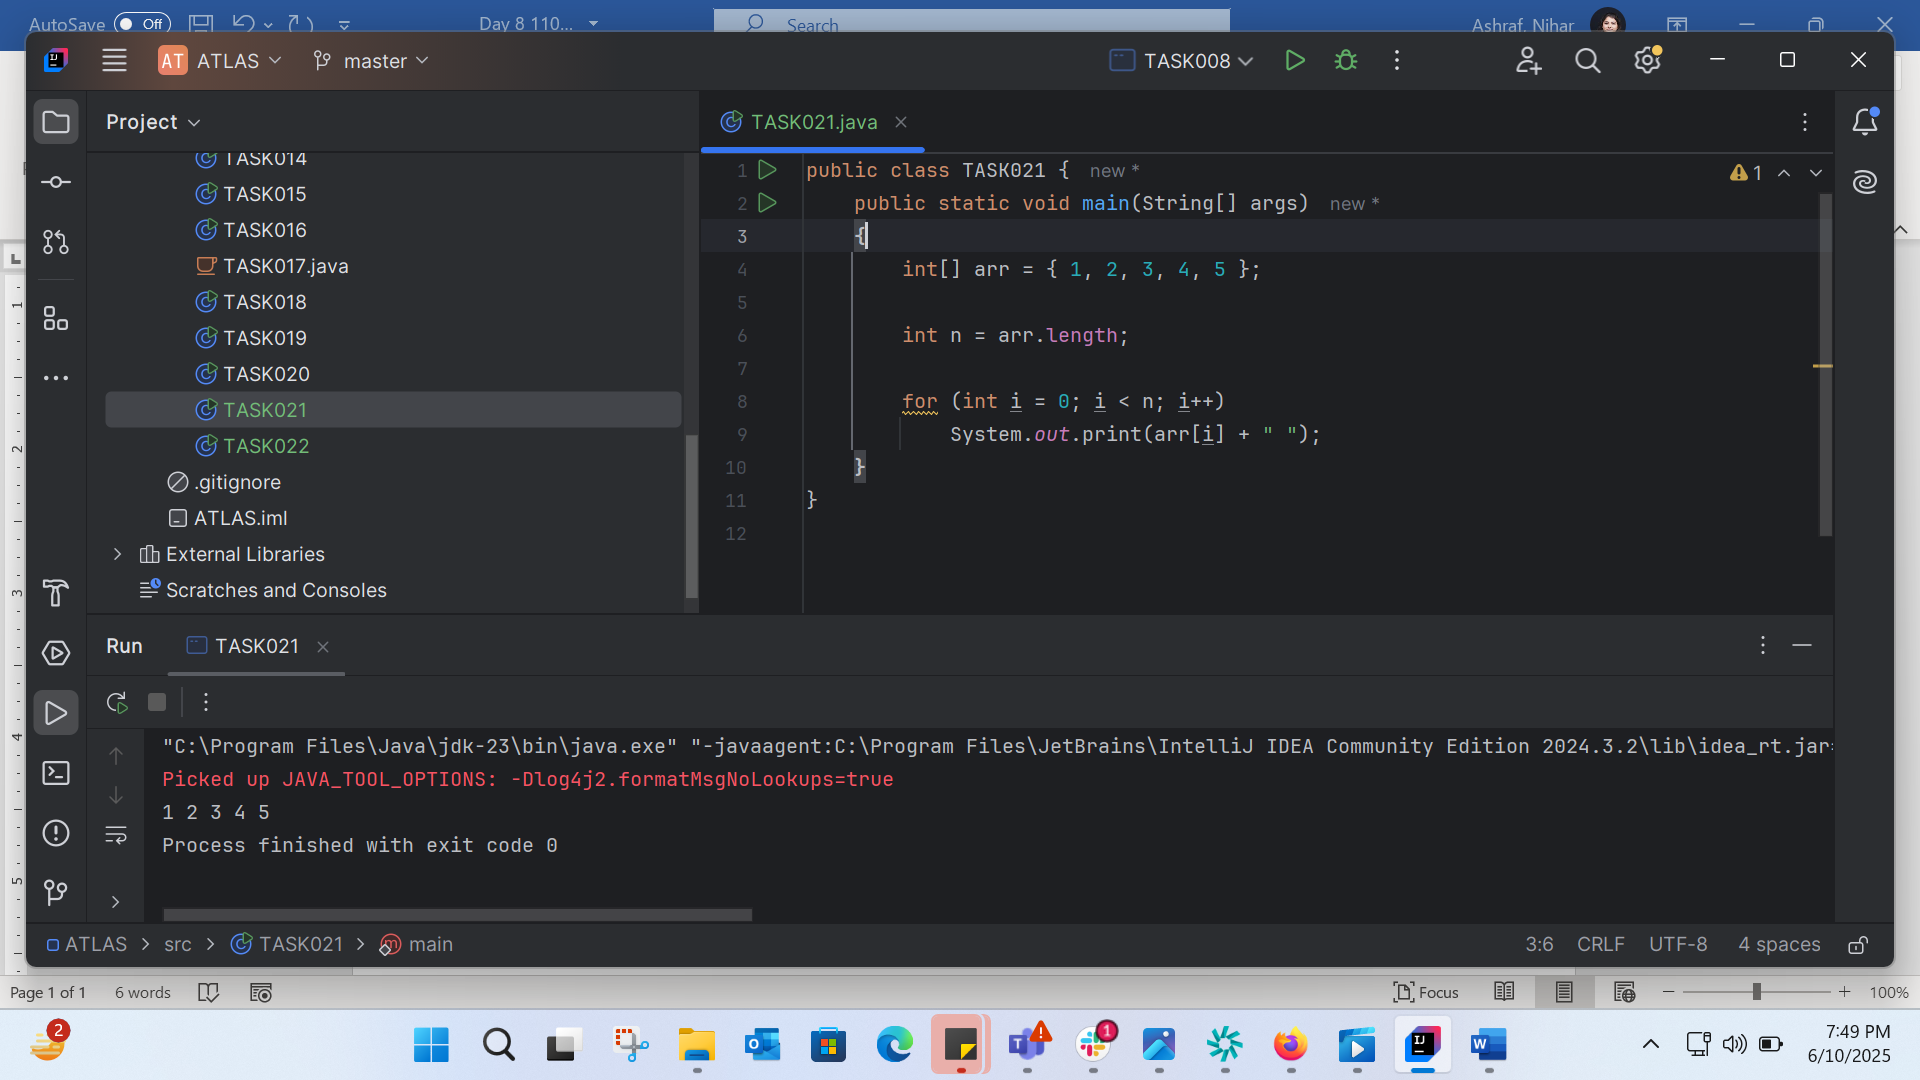 AutoSave Off Day 8 110... Search Ashraf, Nihar
AT ATLAS master TASK008
Project
TASK014
TASK015
TASK016
TASK017.java
TASK018
TASK019
TASK020
TASK021
TASK022
.gitignore
ATLAS.iml
External Libraries
Scratches and Consoles
TASK021.java
1 public class TASK021 { new *
2 public static void main(String[] args) new *
3 {
4 int[] arr = { 1, 2, 3, 4, 5 };
5
6 int n = arr.length;
7
8 for (int i = 0; i < n; i++)
9 System.out.print(arr[i] + " ");
10 }
11 }
12
1
Run TASK021
"C:\Program Files\Java\jdk-23\bin\java.exe" "-javaagent:C:\Program Files\JetBrains\IntelliJ IDEA Community Edition 2024.3.2\lib\idea_rt.jar=
Picked up JAVA_TOOL_OPTIONS: -Dlog4j2.formatMsgNoLookups=true
1 2 3 4 5
Process finished with exit code 0
ATLAS src TASK021 main 3:6 CRLF UTF-8 4 spaces
Page 1 of 1 6 words Focus 100%
2
1
7:49 PM
6/10/2025